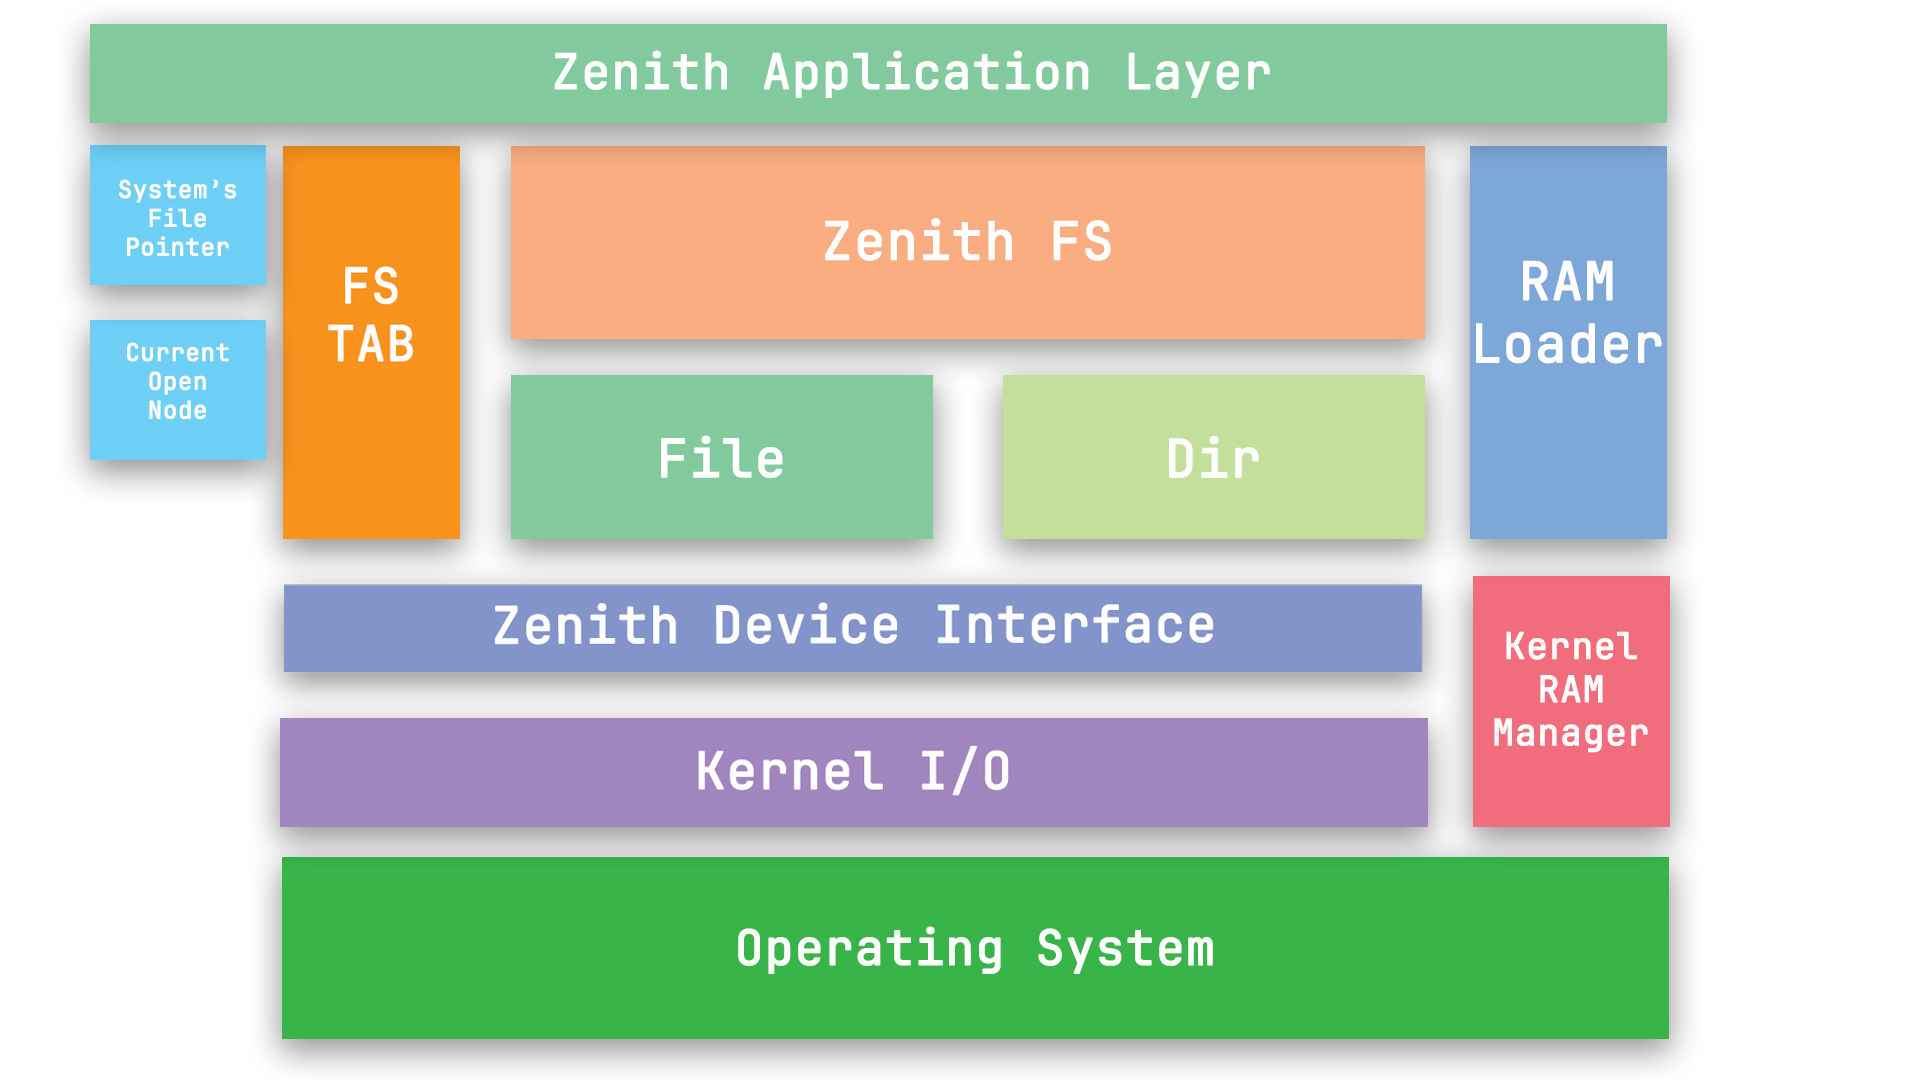 Zenith Application Layer
System's
File
Pointer
Current
Open
Node
FS
TAB
Zenith FS
File
Dir
RAM
Loader
Zenith Device Interface
Kernel
RAM
Manager
Kernel I/O
Operating System